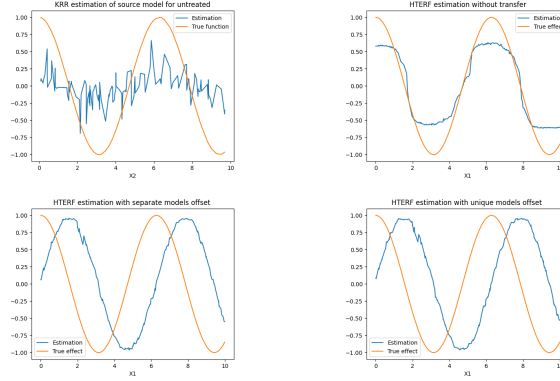 KRR estimation of source model for untreated
Estimation
True function
1.00
0.75
0.50
0.25
0.00
−0.25
−0.50
−0.75
−1.00
0 2 4 6 8 10
X2
HTERF estimation without transfer
Estimation
True effec
1.00
0.75
0.50
0.25
0.00
−0.25
−0.50
−0.75
−1.00
0 2 4 6 8 10
X1
HTERF estimation with separate models offset
1.00
0.75
0.50
0.25
0.00
−0.25
−0.50
−0.75
−1.00
Estimation
True effect
0 2 4 6 8 10
X1
HTERF estimation with unique models offset
1.00
0.75
0.50
0.25
0.00
−0.25
−0.50
−0.75
−1.00
Estimation
True effect
0 2 4 6 8 10
X1